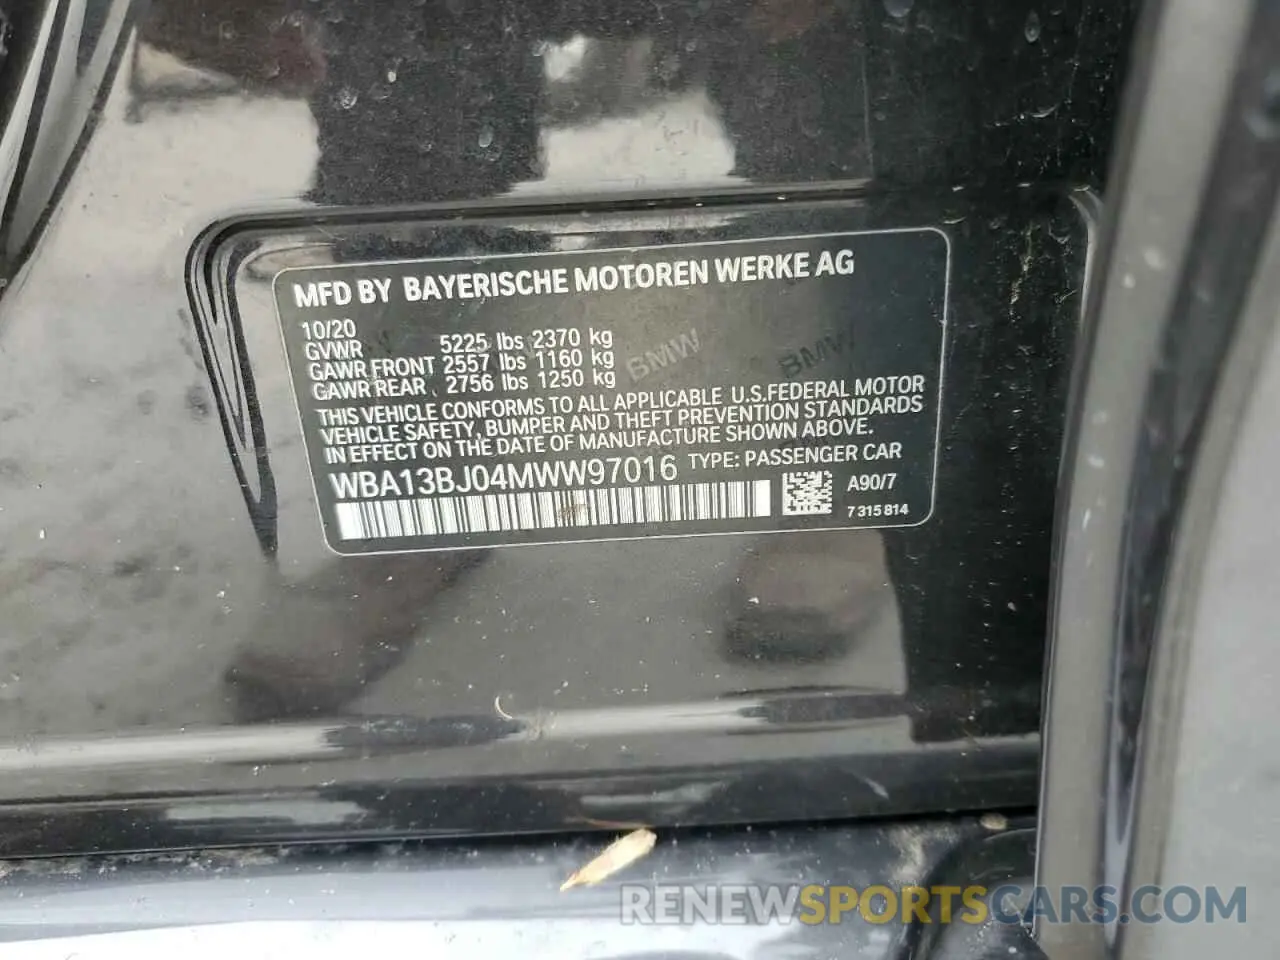 MFD BY BAYERISCHE MOTOREN WERKE AG
10/20
GVWR 5225 lbs 2370 kg
GAWR FRONT 2557 lbs 1160 kg
GAWR REAR 2756 lbs 1250 kg
THIS VEHICLE CONFORMS TO ALL APPLICABLE U.S.FEDERAL MOTOR
VEHICLE SAFETY, BUMPER AND THEFT PREVENTION STANDARDS
IN EFFECT ON THE DATE OF MANUFACTURE SHOWN ABOVE.
WBA13BJ04MWW97016 TYPE: PASSENGER CAR
A90/7
7 315 814
BMW
BMW
RENEWSPORTSCARS.COM